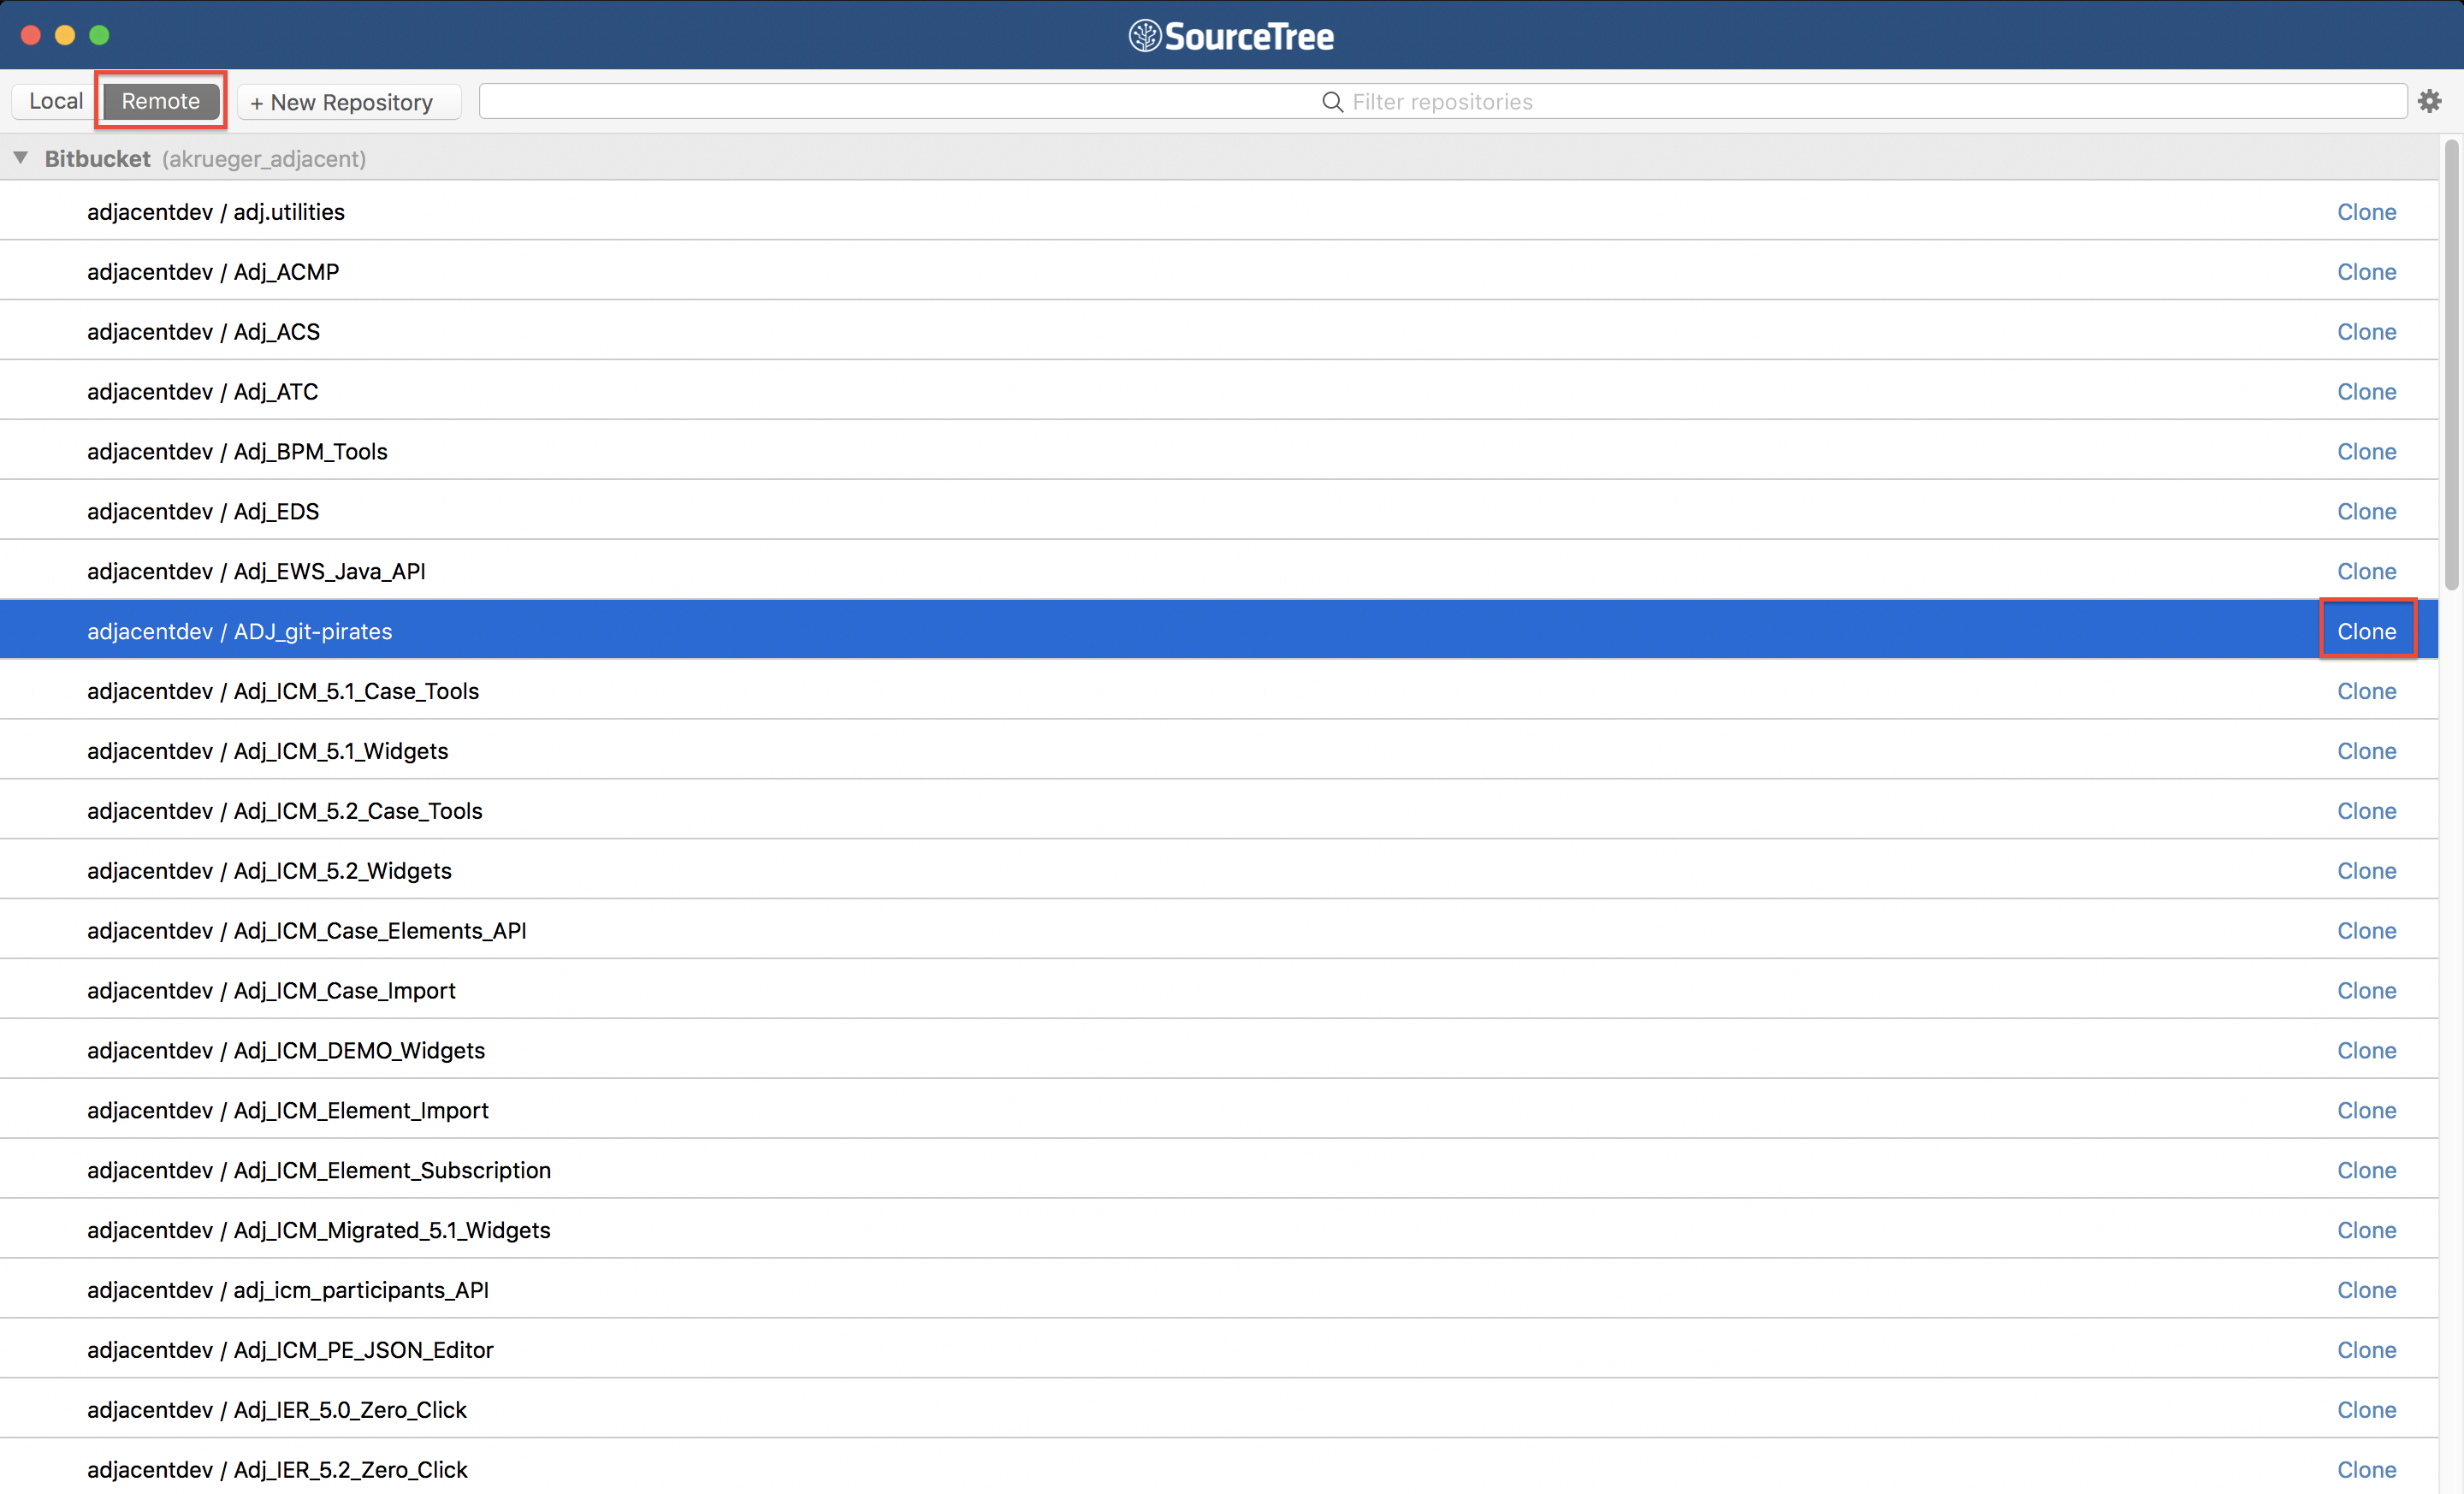 SourceTree
Local Remote + New Repository Filter repositories
Bitbucket (akrueger_adjacent)
adjacentdev / adj.utilities Clone
adjacentdev / Adj_ACMP Clone
adjacentdev / Adj_ACS Clone
adjacentdev / Adj_ATC Clone
adjacentdev / Adj_BPM_Tools Clone
adjacentdev / Adj_EDS Clone
adjacentdev / Adj_EWS_Java_API Clone
adjacentdev / ADJ_git-pirates Clone
adjacentdev / Adj_ICM_5.1_Case_Tools Clone
adjacentdev / Adj_ICM_5.1_Widgets Clone
adjacentdev / Adj_ICM_5.2_Case_Tools Clone
adjacentdev / Adj_ICM_5.2_Widgets Clone
adjacentdev / Adj_ICM_Case_Elements_API Clone
adjacentdev / Adj_ICM_Case_Import Clone
adjacentdev / Adj_ICM_DEMO_Widgets Clone
adjacentdev / Adj_ICM_Element_Import Clone
adjacentdev / Adj_ICM_Element_Subscription Clone
adjacentdev / Adj_ICM_Migrated_5.1_Widgets Clone
adjacentdev / adj_icm_participants_API Clone
adjacentdev / Adj_ICM_PE_JSON_Editor Clone
adjacentdev / Adj_IER_5.0_Zero_Click Clone
adjacentdev / Adj_IER_5.2_Zero_Click Clone